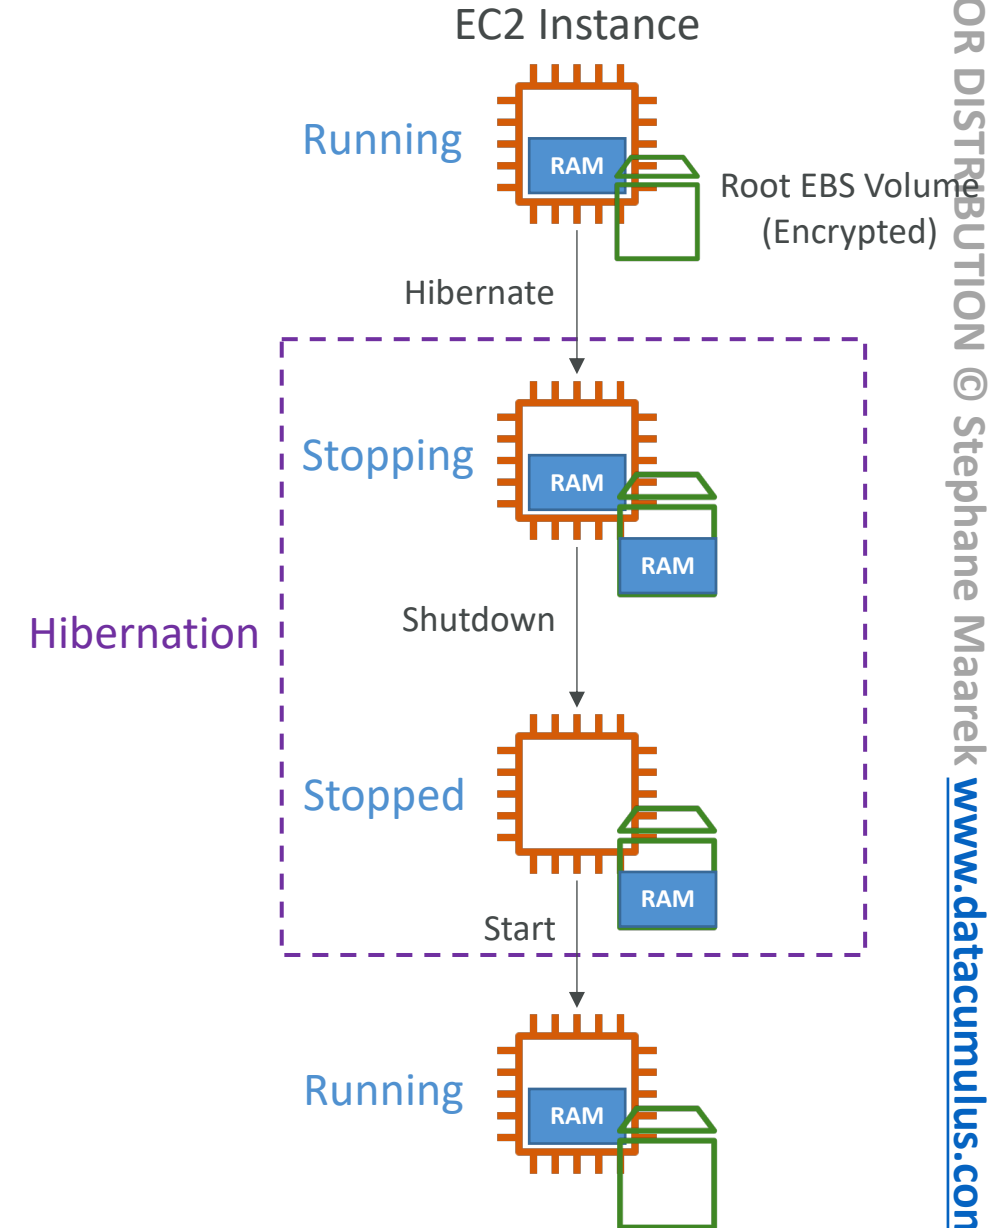 EC2 Instance
Running
RAM
Root EBS Volume
(Encrypted)
Hibernate
Stopping
RAM
RAM
Hibernation
Shutdown
Stopped
RAM
Start
Running
RAM
OR DISTRIBUTION © Stephane Maarek www.datacumulus.con